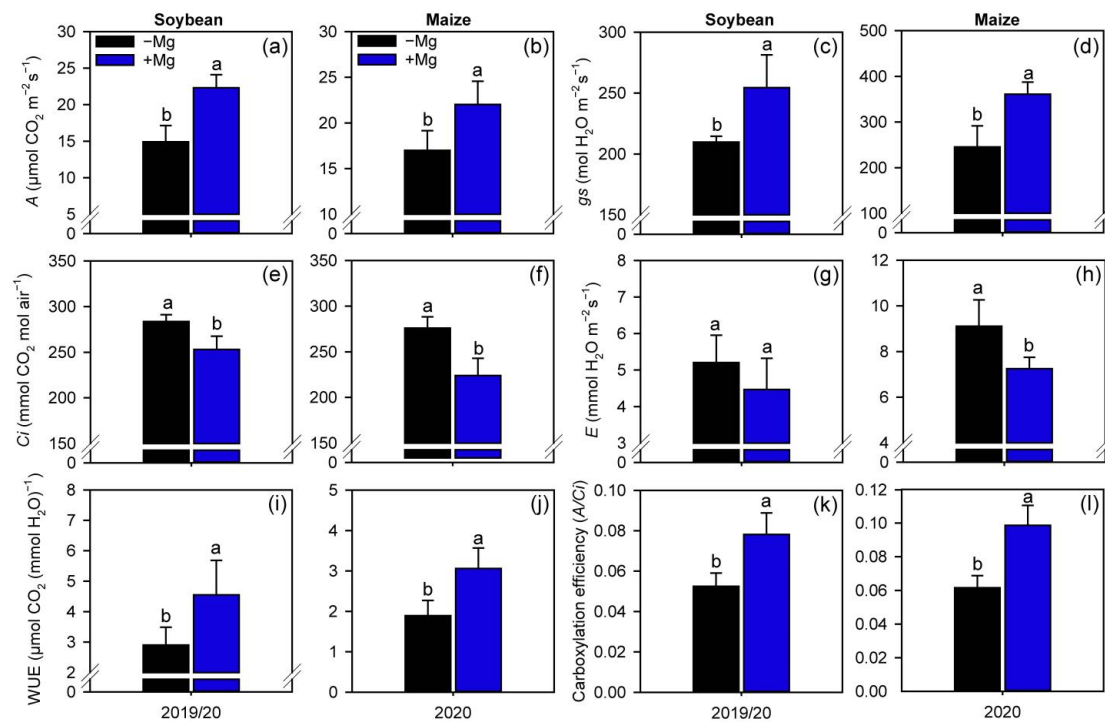 Soybean
Maize
Soybean
Maize
A (µmol CO₂ m⁻² s⁻¹)
30
25
20
15
10
5
0
−Mg
+Mg
(a)
b
a
30
25
20
15
10
0
−Mg
+Mg
(b)
b
a
gs (mol H₂O m⁻² s⁻¹)
300
250
200
150
0
(c)
b
a
500
400
300
200
100
0
(d)
b
a
Ci (mmol CO₂ mol air⁻¹)
350
300
250
200
150
0
(e)
a
b
350
300
250
200
150
0
(f)
a
b
E (mmol H₂O m⁻² s⁻¹)
8
7
6
5
4
3
0
(g)
a
a
12
10
8
6
4
0
(h)
a
b
WUE (µmol CO₂ (mmol H₂O)⁻¹)
8
7
6
5
4
3
2
0
(i)
b
a
2019/20
5
4
3
2
1
0
(j)
b
a
2020
Carboxylation efficiency (A/Ci)
0.10
0.08
0.06
0.04
0.02
0.00
(k)
b
a
2019/20
0.12
0.10
0.08
0.06
0.04
0.02
0.00
(l)
b
a
2020